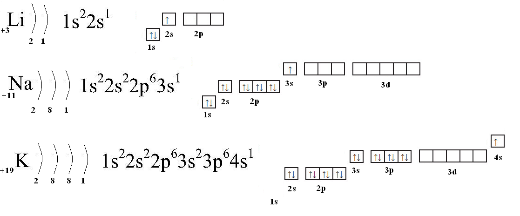 +3 Li 2 1 1s²2s¹ ↑↓ 1s ↑ 2s 2p
−11 Na 2 8 1 1s²2s²2p⁶3s¹ ↑↓ 1s ↑↓ 2s ↑↓ ↑↓ ↑↓ 2p ↑ 3s 3p 3d
+19 K 2 8 8 1 1s²2s²2p⁶3s²3p⁶4s¹ 1s ↑↓ 2s ↑↓ ↑↓ ↑↓ 2p ↑↓ 3s ↑↓ ↑↓ ↑↓ 3p 3d ↑ 4s